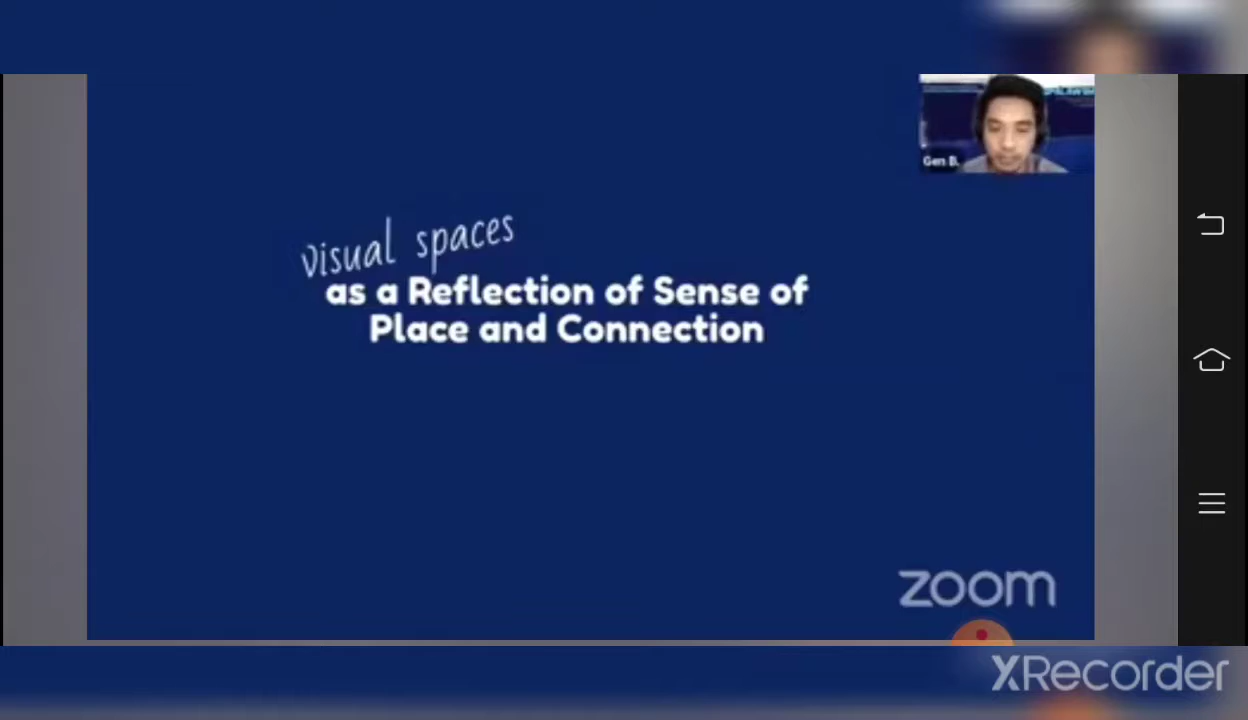 Gen B.
visual spaces
as a Reflection of Sense of
Place and Connection
zoom
XRecorder